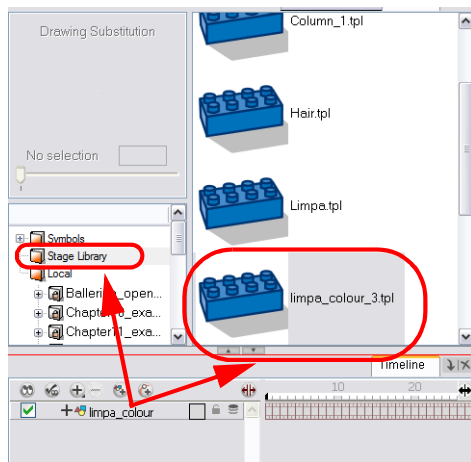 Drawing Substitution
No selection
Symbols
Stage Library
Local
Chapter11_exa...
Column_1.tpl
Hair.tpl
Limpa.tpl
limpa_colour_3.tpl
Timeline
10
20
limpa_colour